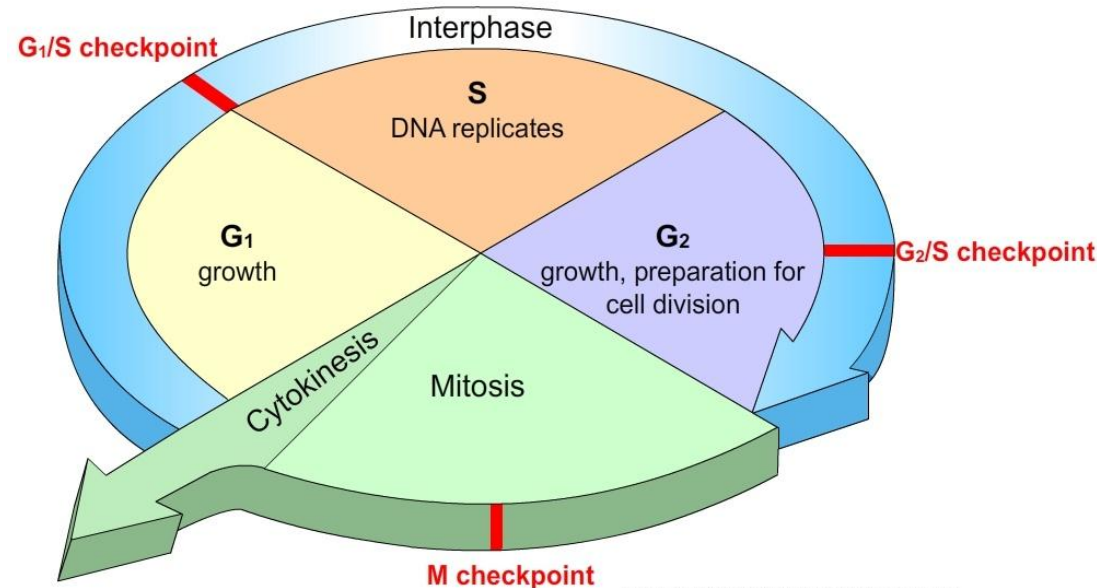 Interphase
G₁/S checkpoint
S
DNA replicates
G₁
growth
G₂
growth, preparation for
cell division
G₂/S checkpoint
Cytokinesis
Mitosis
M checkpoint